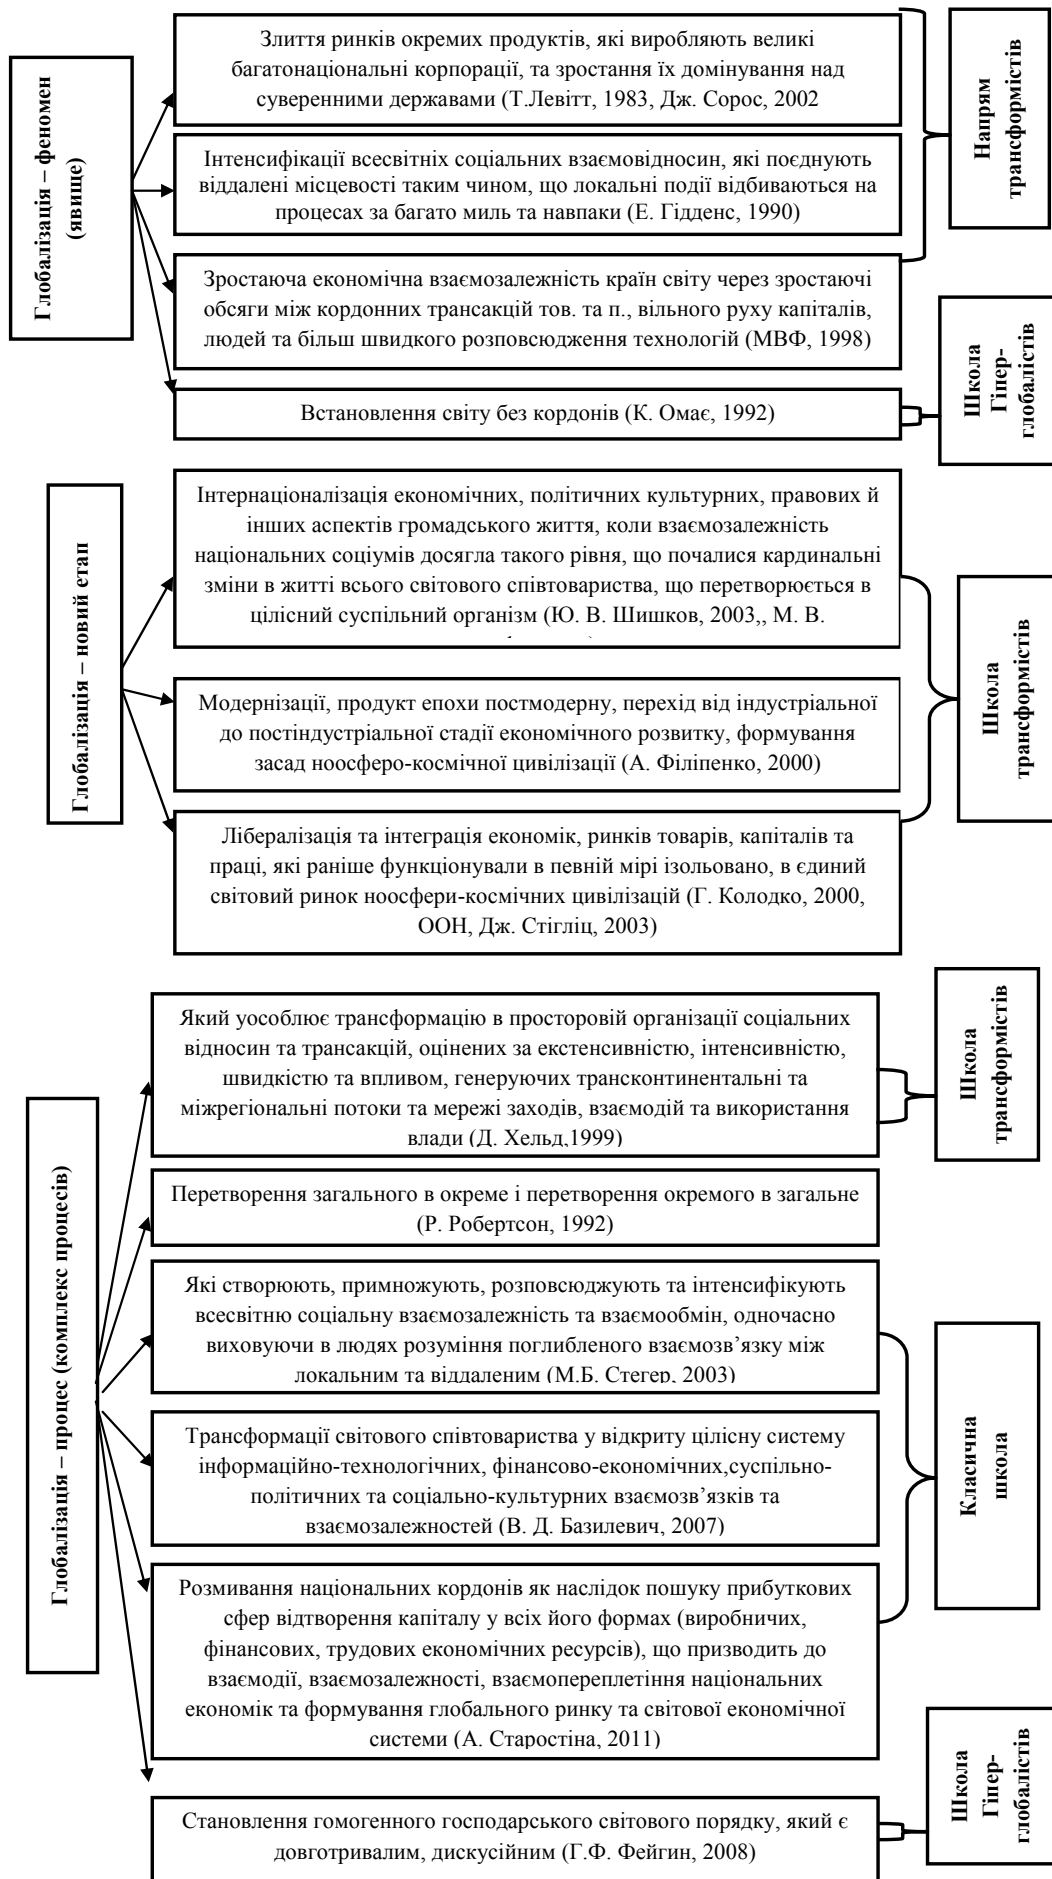 Глобалізація – феномен
(явище)
Злиття ринків окремих продуктів, які виробляють великі
багатонаціональні корпорації, та зростання їх домінування над
суверенними державами (Т.Левітт, 1983, Дж. Сорос, 2002
Інтенсифікації всесвітніх соціальних взаємовідносин, які поєднують
віддалені місцевості таким чином, що локальні події відбиваються на
процесах за багато миль та навпаки (Е. Гідденс, 1990)
Зростаюча економічна взаємозалежність країн світу через зростаючі
обсяги між кордонних трансакцій тов. та п., вільного руху капіталів,
людей та більш швидкого розповсюдження технологій (МВФ, 1998)
Напрям
трансформістів
Встановлення світу без кордонів (К. Омає, 1992)
Школа
Гіпер-
глобалістів
Глобалізація – новий етап
Інтернаціоналізація економічних, політичних культурних, правових й
інших аспектів громадського життя, коли взаємозалежність
національних соціумів досягла такого рівня, що почалися кардинальні
зміни в житті всього світового співтовариства, що перетворюється в
цілісний суспільний організм (Ю. В. Шишков, 2003,, М. В.
Модернізації, продукт епохи постмодерну, перехід від індустріальної
до постіндустріальної стадії економічного розвитку, формування
засад ноосферо-космічної цивілізації (А. Філіпенко, 2000)
Лібералізація та інтеграція економік, ринків товарів, капіталів та
праці, які раніше функціонували в певній мірі ізольовано, в єдиний
світовий ринок ноосфери-космічних цивілізацій (Г. Колодко, 2000,
ООН, Дж. Стігліц, 2003)
Школа
трансформістів
Глобалізація – процес (комплекс процесів)
Який уособлює трансформацію в просторовій організації соціальних
відносин та трансакцій, оцінених за екстенсивністю, інтенсивністю,
швидкістю та впливом, генеруючих трансконтинентальні та
міжрегіональні потоки та мережі заходів, взаємодій та використання
влади (Д. Хельд,1999)
Школа
трансформістів
Перетворення загального в окреме і перетворення окремого в загальне
(Р. Робертсон, 1992)
Які створюють, примножують, розповсюджують та інтенсифікують
всесвітню соціальну взаємозалежність та взаємообмін, одночасно
виховуючи в людях розуміння поглибленого взаємозв’язку між
локальним та віддаленим (М.Б. Стегер, 2003)
Трансформації світового співтовариства у відкриту цілісну систему
інформаційно-технологічних, фінансово-економічних,суспільно-
політичних та соціально-культурних взаємозв’язків та
взаємозалежностей (В. Д. Базилевич, 2007)
Розмивання національних кордонів як наслідок пошуку прибуткових
сфер відтворення капіталу у всіх його формах (виробничих,
фінансових, трудових економічних ресурсів), що призводить до
взаємодії, взаємозалежності, взаємопереплетіння національних
економік та формування глобального ринку та світової економічної
системи (А. Старостіна, 2011)
Класична
школа
Становлення гомогенного господарського світового порядку, який є
довготривалим, дискусійним (Г.Ф. Фейгин, 2008)
Школа
Гіпер-
глобалістів